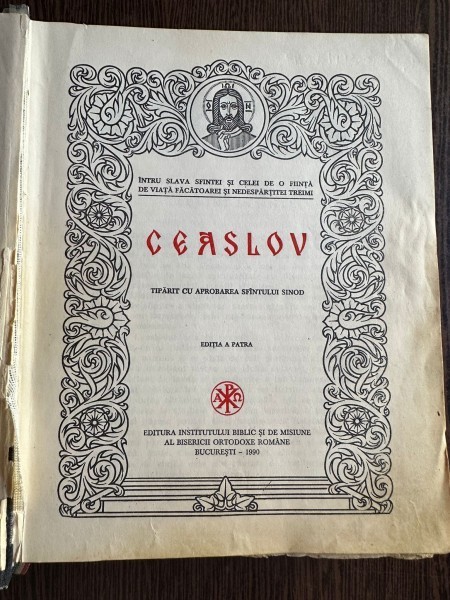 ÎNTRU SLAVA SFINTEI ȘI CELEI DE O FIINȚĂ
DE VIAȚĂ FĂCĂTOAREI ȘI NEDESPĂRȚITEI TREIMI
CEASLOV
TIPĂRIT CU APROBAREA SFÎNTULUI SINOD
EDIȚIA A PATRA
A P Ω
EDITURA INSTITUTULUI BIBLIC ȘI DE MISIUNE
AL BISERICII ORTODOXE ROMÂNE
BUCUREȘTI – 1990